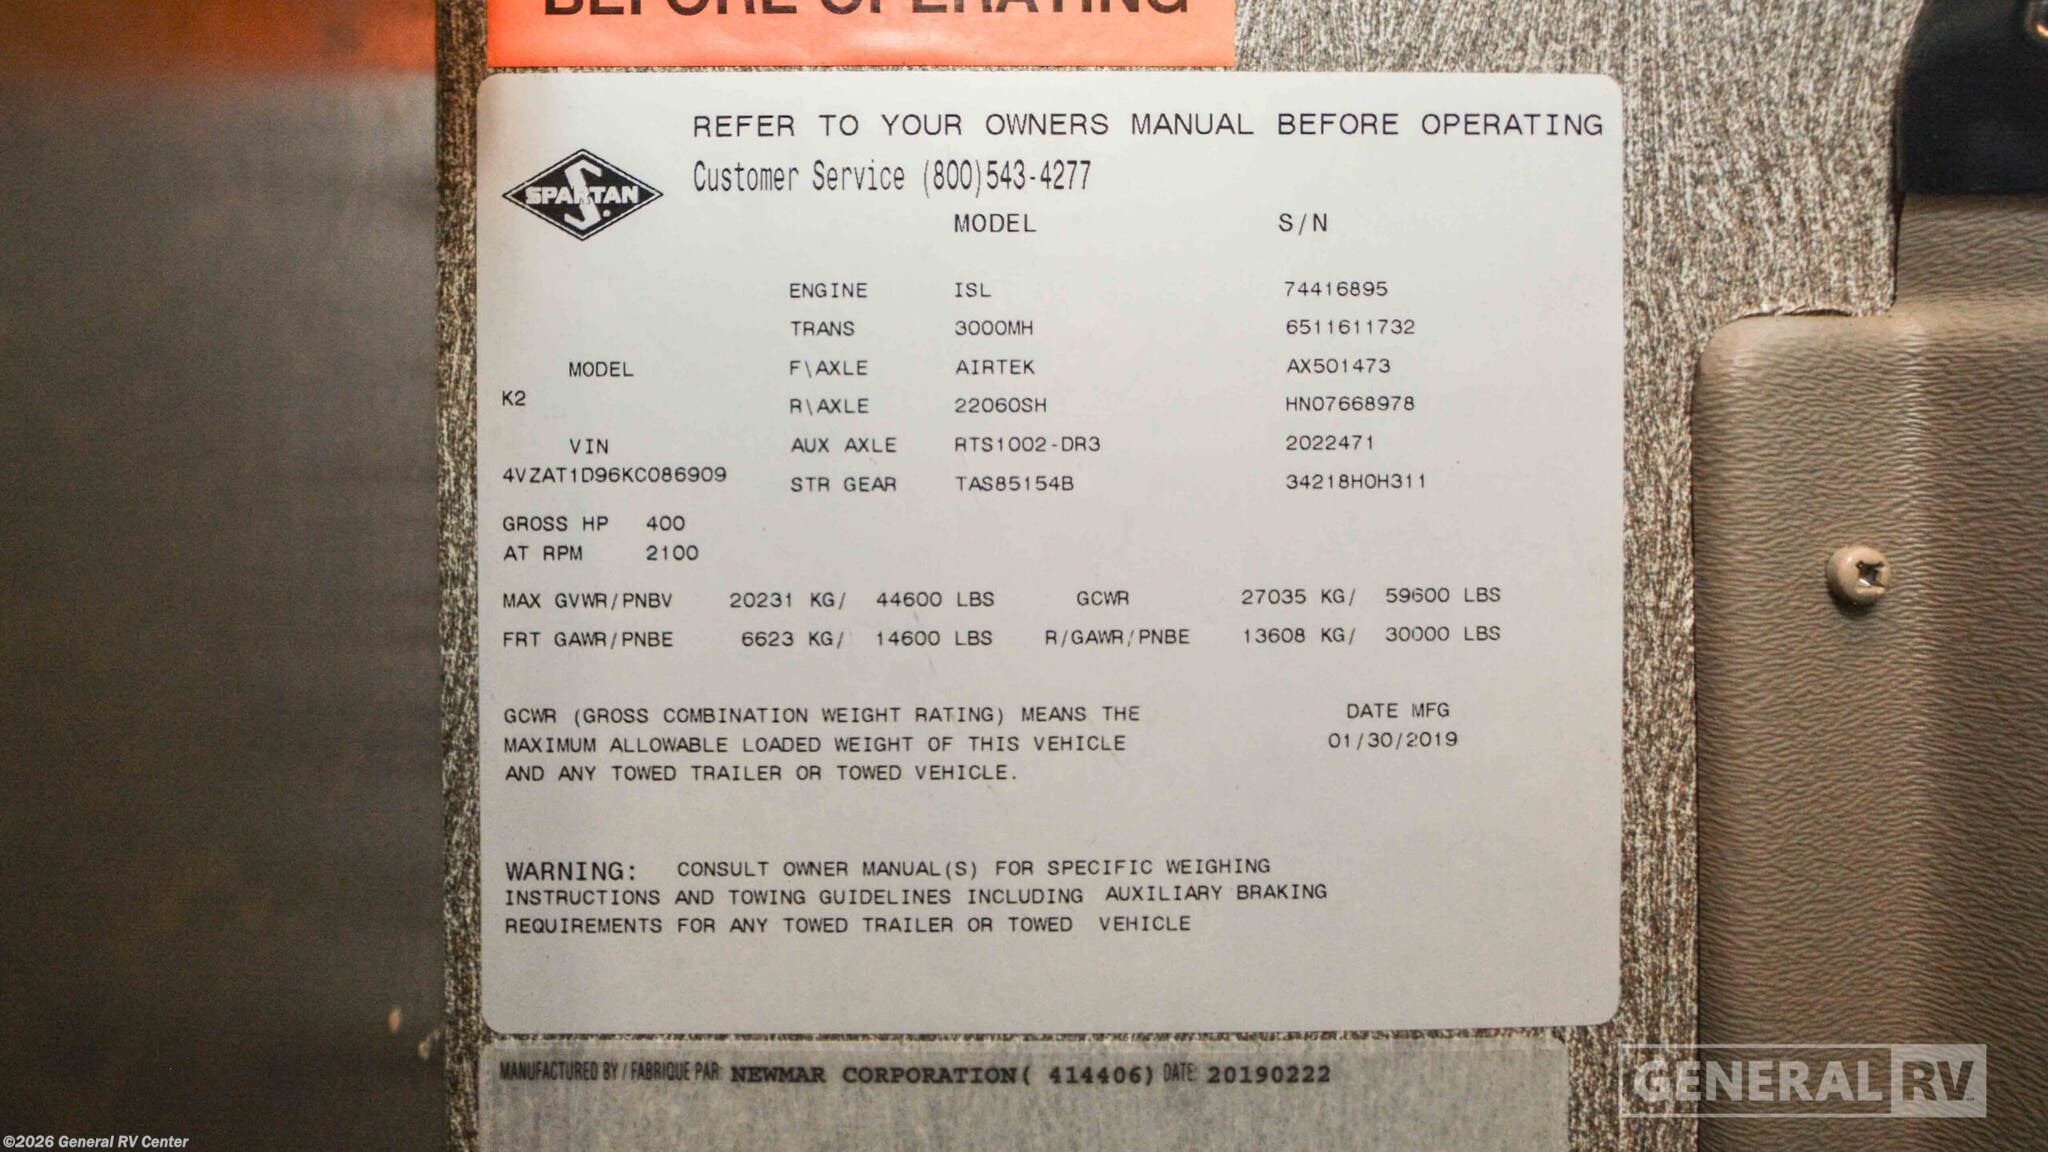 BEFORE OPERATING
REFER TO YOUR OWNERS MANUAL BEFORE OPERATING
SPARTAN
Customer Service (800)543-4277
MODEL S/N
ENGINE ISL 74416895
TRANS 3000MH 6511611732
MODEL F\AXLE AIRTEK AX501473
K2 R\AXLE 22060SH HN07668978
VIN AUX AXLE RTS1002-DR3 2022471
4VZAT1D96KC086909 STR GEAR TAS85154B 34218H0H311
GROSS HP 400
AT RPM 2100
MAX GVWR/PNBV 20231 KG/ 44600 LBS GCWR 27035 KG/ 59600 LBS
FRT GAWR/PNBE 6623 KG/ 14600 LBS R/GAWR/PNBE 13608 KG/ 30000 LBS
GCWR (GROSS COMBINATION WEIGHT RATING) MEANS THE DATE MFG
MAXIMUM ALLOWABLE LOADED WEIGHT OF THIS VEHICLE 01/30/2019
AND ANY TOWED TRAILER OR TOWED VEHICLE.
WARNING: CONSULT OWNER MANUAL(S) FOR SPECIFIC WEIGHING
INSTRUCTIONS AND TOWING GUIDELINES INCLUDING AUXILIARY BRAKING
REQUIREMENTS FOR ANY TOWED TRAILER OR TOWED VEHICLE
MANUFACTURED BY / FABRIQUE PAR NEWMAR CORPORATION( 414406) DATE: 20190222
GENERAL RV
©2026 General RV Center